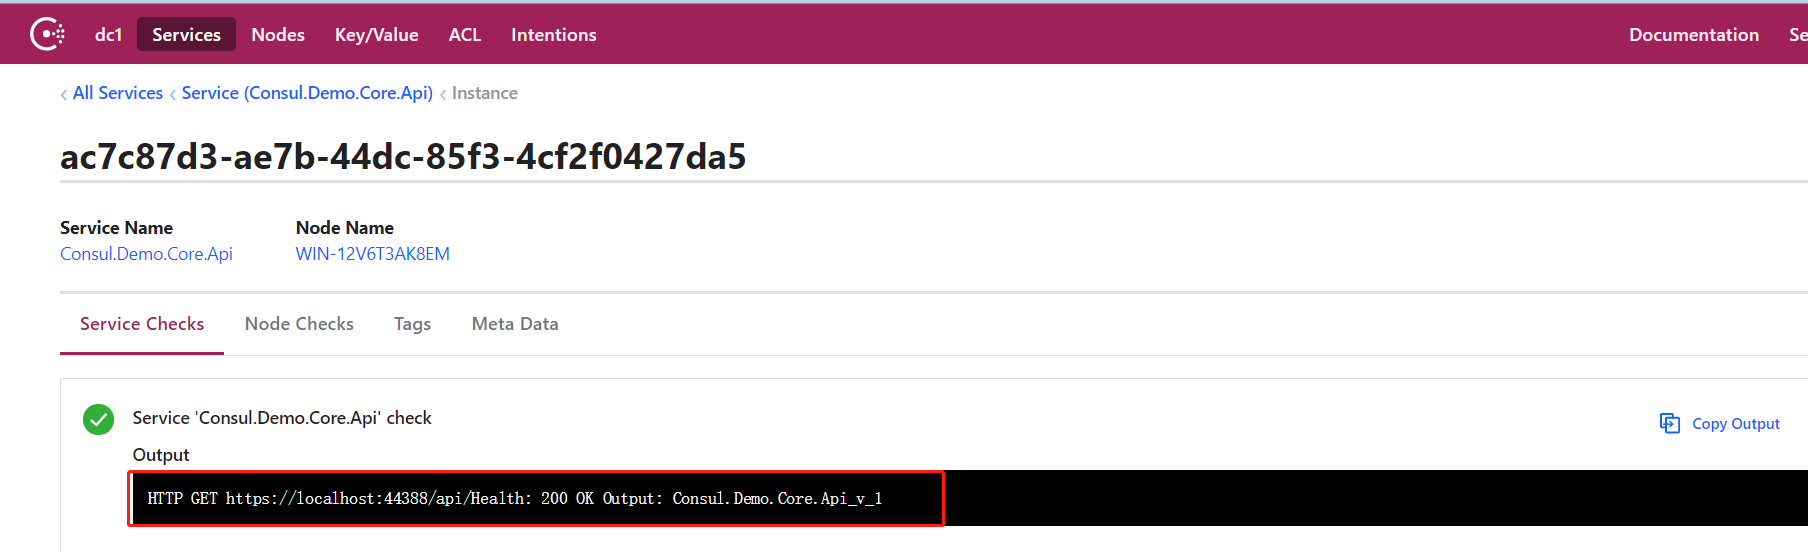 dc1 Services Nodes Key/Value ACL Intentions Documentation Se
‹ All Services ‹ Service (Consul.Demo.Core.Api) ‹ Instance
ac7c87d3-ae7b-44dc-85f3-4cf2f0427da5
Service Name Node Name
Consul.Demo.Core.Api WIN-12V6T3AK8EM
Service Checks Node Checks Tags Meta Data
Service 'Consul.Demo.Core.Api' check
Copy Output
Output
HTTP GET https://localhost:44388/api/Health: 200 OK Output: Consul.Demo.Core.Api_v_1